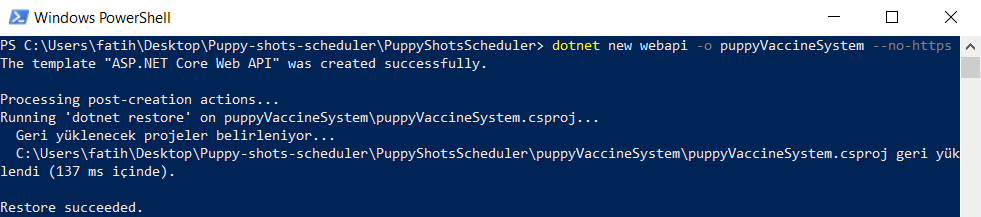 Windows PowerShell
PS C:\Users\fatih\Desktop\Puppy-shots-scheduler\PuppyShotsScheduler> dotnet new webapi -o puppyVaccineSystem --no-https
The template "ASP.NET Core Web API" was created successfully.
Processing post-creation actions...
Running 'dotnet restore' on puppyVaccineSystem\puppyVaccineSystem.csproj...
Geri yüklenecek projeler belirleniyor...
C:\Users\fatih\Desktop\Puppy-shots-scheduler\PuppyShotsScheduler\puppyVaccineSystem\puppyVaccineSystem.csproj geri yük
lendi (137 ms içinde).
Restore succeeded.